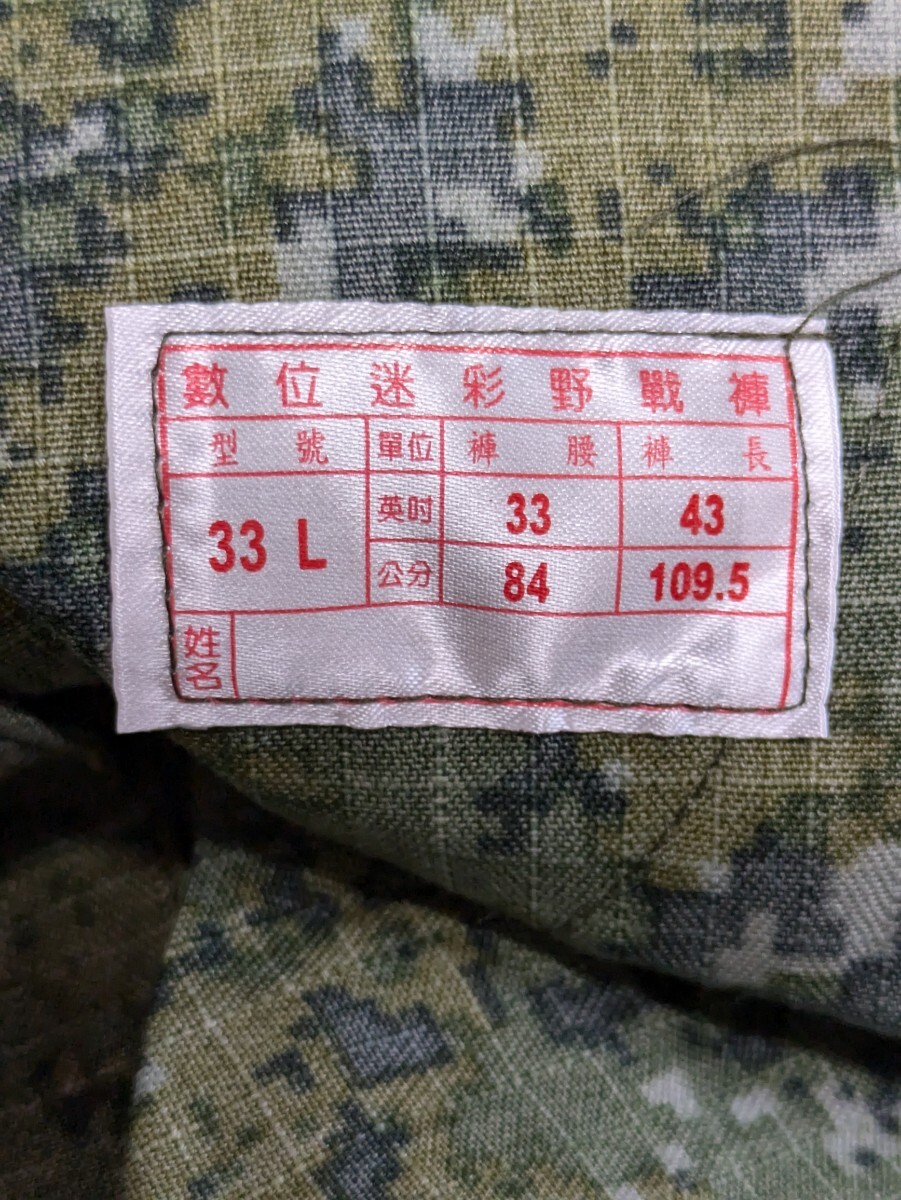 數位迷彩野戰褲
型號 單位 褲腰 褲長
33 L 英吋 33 43
公分 84 109.5
姓名